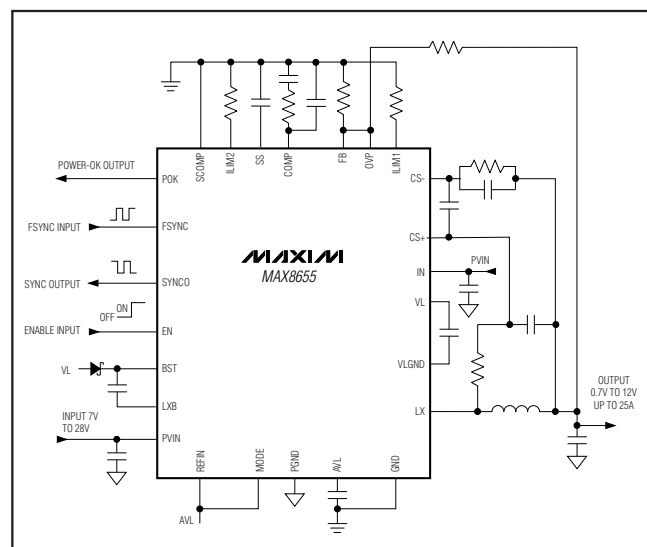 SCOMP
ILIM2
SS
COMP
FB
OVP
ILIM1
POWER-OK OUTPUT
POK
CS-
FSYNC INPUT
FSYNC
CS+
MAXIM
MAX8655
IN
PVIN
SYNC OUTPUT
SYNCO
VL
ON
OFF
ENABLE INPUT
EN
VLGND
VL
BST
LXB
LX
OUTPUT
0.7V TO 12V
UP TO 25A
INPUT 7V
TO 28V
PVIN
REFIN
MODE
PGND
AVL
GND
AVL